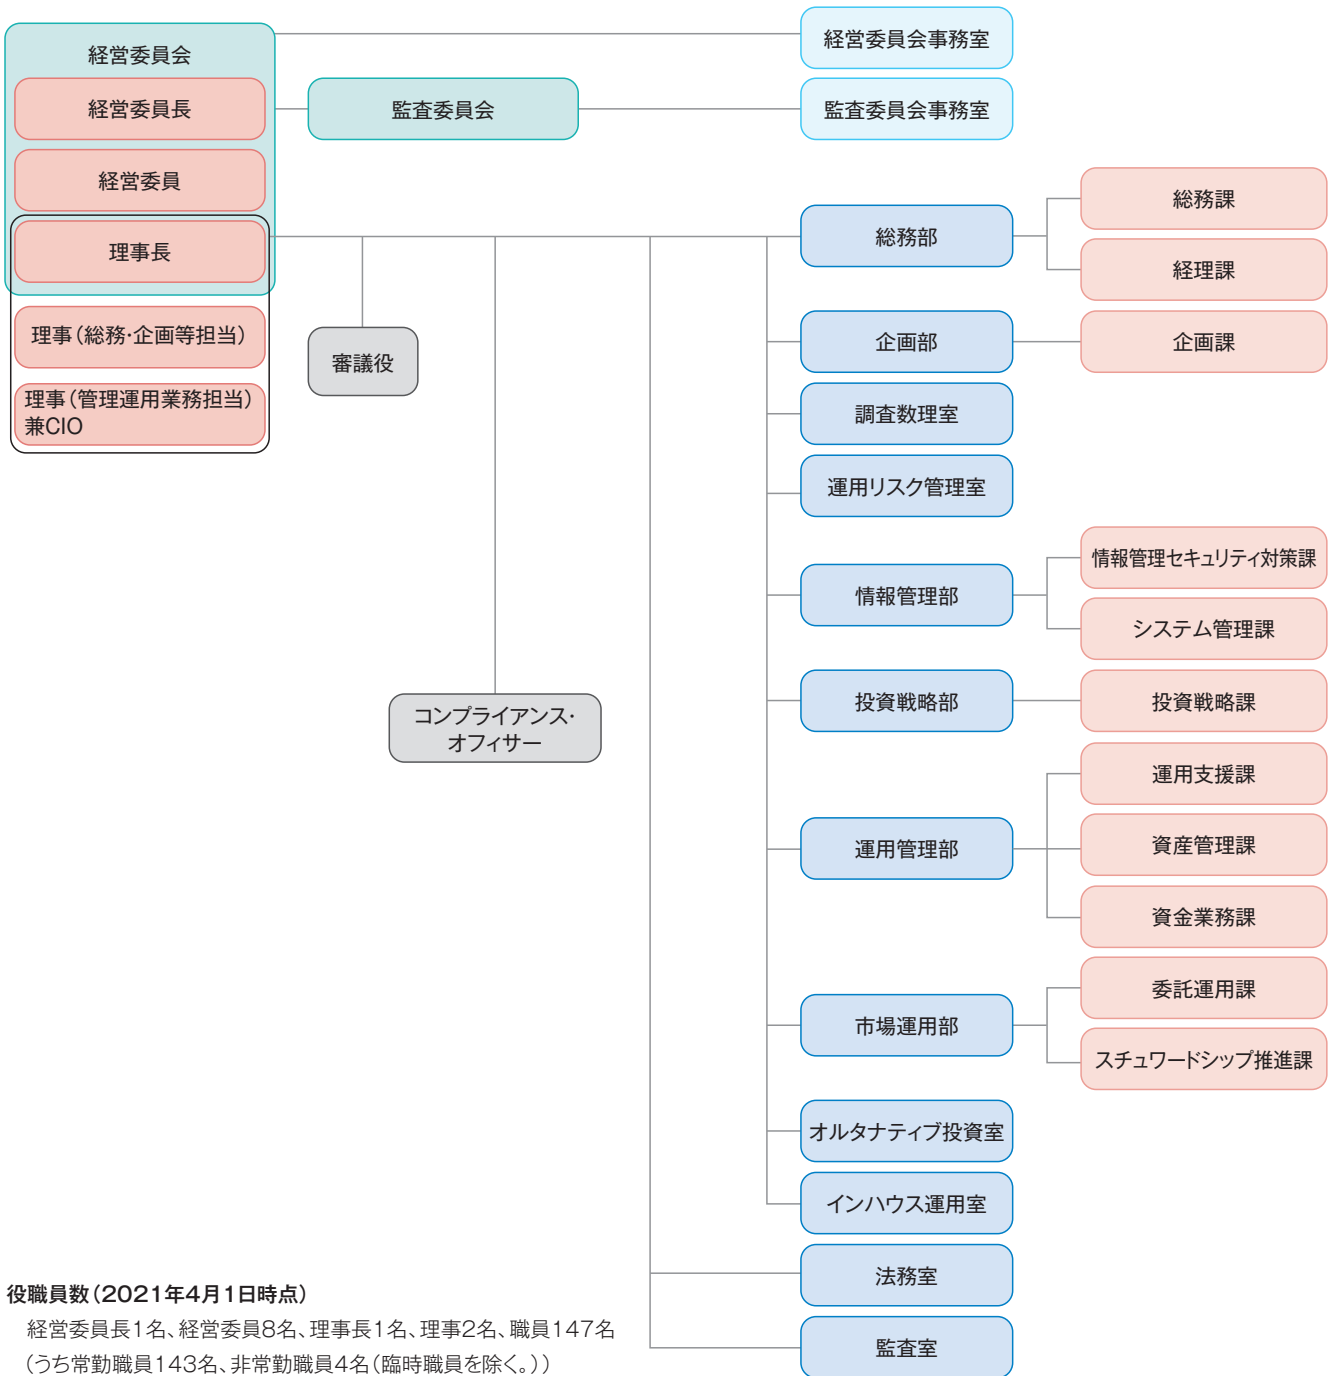 経営委員会
経営委員長
経営委員
理事長
理事（総務・企画等担当）
理事（管理運用業務担当）
兼CIO
監査委員会
経営委員会事務室
監査委員会事務室
審議役
コンプライアンス・
オフィサー
総務部
総務課
経理課
企画部
企画課
調査数理室
運用リスク管理室
情報管理部
情報管理セキュリティ対策課
システム管理課
投資戦略部
投資戦略課
運用管理部
運用支援課
資産管理課
資金業務課
市場運用部
委託運用課
スチュワードシップ推進課
オルタナティブ投資室
インハウス運用室
法務室
監査室
役職員数（2021年4月1日時点）
経営委員長1名、経営委員8名、理事長1名、理事2名、職員147名
（うち常勤職員143名、非常勤職員4名（臨時職員を除く。））